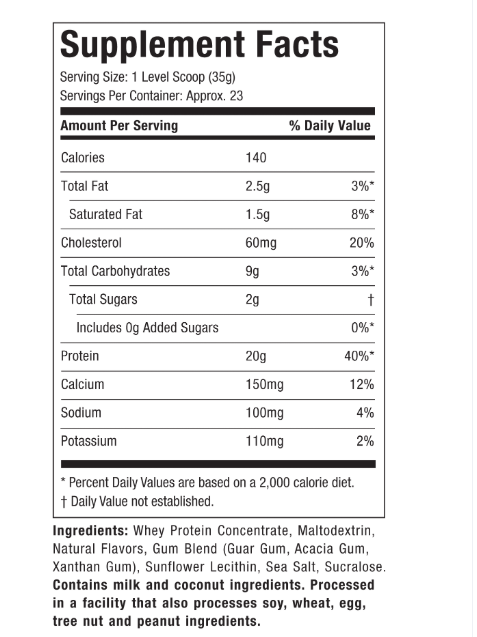 Supplement Facts
Serving Size: 1 Level Scoop (35g)
Servings Per Container: Approx. 23
Amount Per Serving % Daily Value
Calories 140
Total Fat 2.5g 3%*
Saturated Fat 1.5g 8%*
Cholesterol 60mg 20%
Total Carbohydrates 9g 3%*
Total Sugars 2g †
Includes 0g Added Sugars 0%*
Protein 20g 40%*
Calcium 150mg 12%
Sodium 100mg 4%
Potassium 110mg 2%
* Percent Daily Values are based on a 2,000 calorie diet.
† Daily Value not established.
Ingredients: Whey Protein Concentrate, Maltodextrin,
Natural Flavors, Gum Blend (Guar Gum, Acacia Gum,
Xanthan Gum), Sunflower Lecithin, Sea Salt, Sucralose.
Contains milk and coconut ingredients. Processed
in a facility that also processes soy, wheat, egg,
tree nut and peanut ingredients.